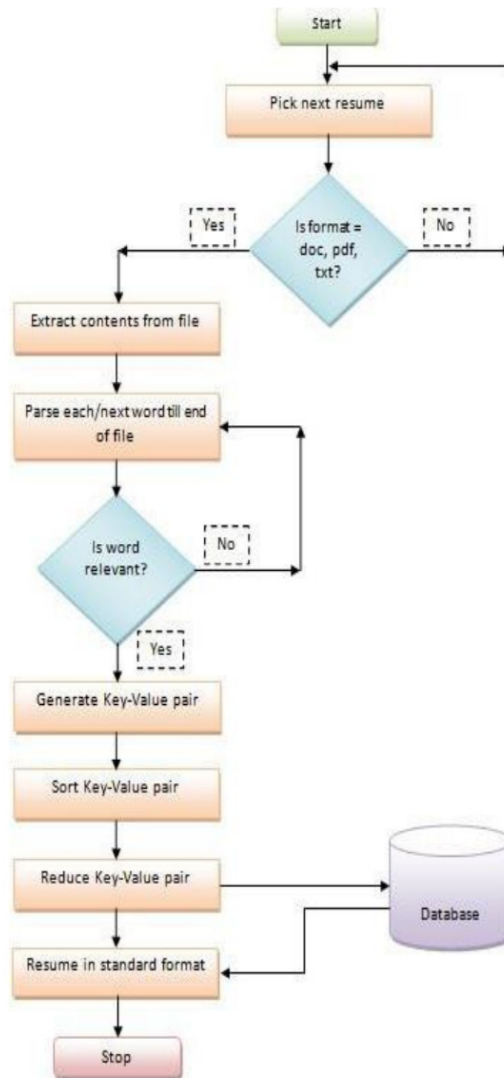 Start
Pick next resume
Yes
Is format =
doc, pdf,
txt?
No
Extract contents from file
Parse each/next word till end
of file
Is word
relevant?
No
Yes
Generate Key-Value pair
Sort Key-Value pair
Reduce Key-Value pair
Database
Resume in standard format
Stop